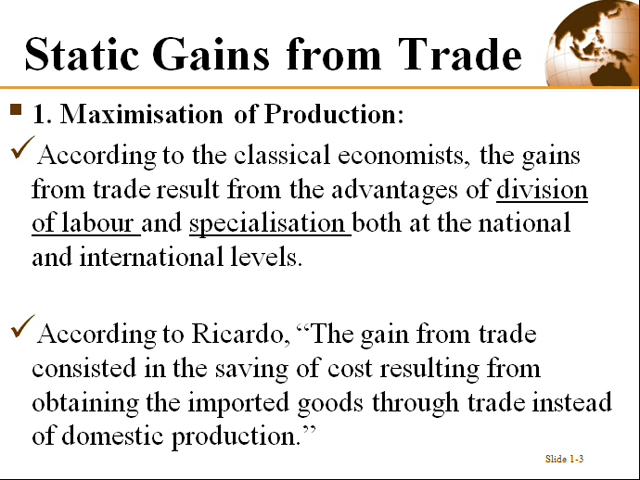 Static Gains from Trade
1. Maximisation of Production:
According to the classical economists, the gains
from trade result from the advantages of division
of labour and specialisation both at the national
and international levels.
According to Ricardo, “The gain from trade
consisted in the saving of cost resulting from
obtaining the imported goods through trade instead
of domestic production.”
Slide 1-3